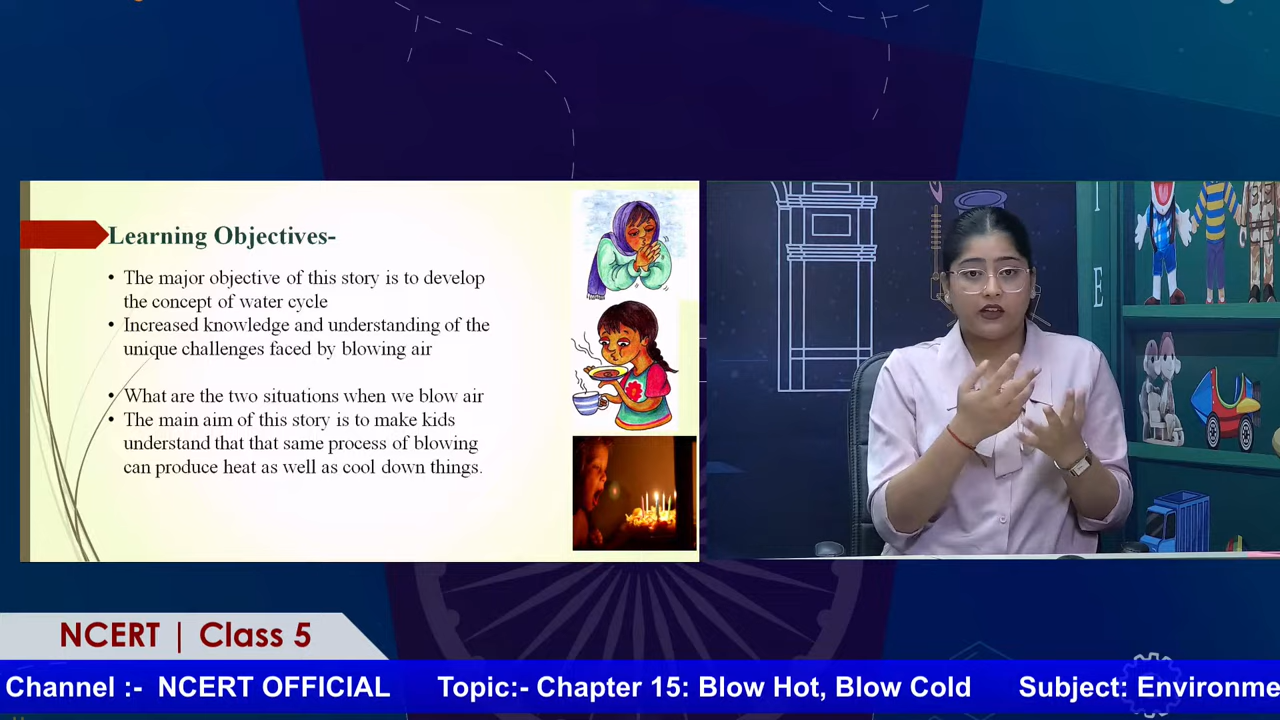 Learning Objectives-
• The major objective of this story is to develop
the concept of water cycle
• Increased knowledge and understanding of the
unique challenges faced by blowing air
• What are the two situations when we blow air
• The main aim of this story is to make kids
understand that that same process of blowing
can produce heat as well as cool down things.
I
E
NCERT | Class 5
Channel :- NCERT OFFICIAL Topic:- Chapter 15: Blow Hot, Blow Cold Subject: Environme